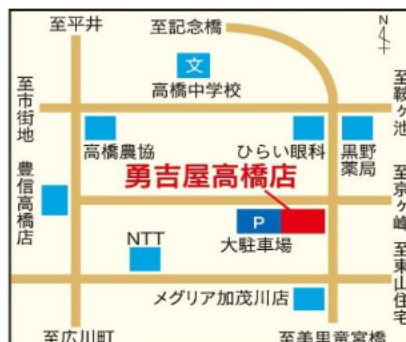 至平井
至記念橋
N
文
高橋中学校
至市街地
至鞍ヶ池
高橋農協
ひらい眼科
黒野
薬局
勇吉屋高橋店
豊信高橋店
至京ヶ峰
P
大駐車場
NTT
至東山住宅
メグリア加茂川店
至広川町
至美里竜宮橋